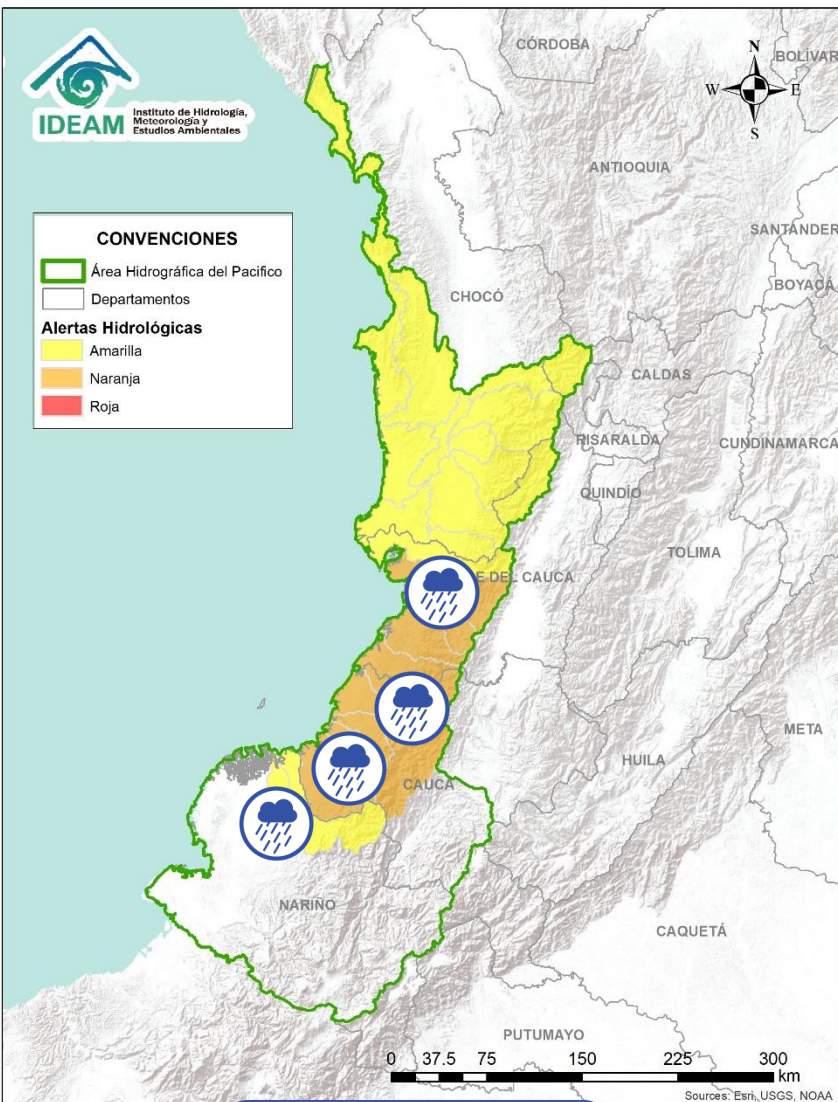 IDEAM
Instituto de Hidrología,
Meteorología y
Estudios Ambientales
CÓRDOBA
BOLÍVAR
N
W
E
S
ANTIOQUIA
SANTANDER
BOYACÁ
CONVENCIONES
Área Hidrográfica del Pacifico
Departamentos
Alertas Hidrológicas
Amarilla
Naranja
Roja
CHOCÓ
CALDAS
RISARALDA
CUNDINAMARCA
QUINDÍO
TOLIMA
E DEL CAUCA
META
HUILA
CAUCA
NARIÑO
CAQUETÁ
PUTUMAYO
0 37.5 75 150 225 300
km
Sources: Esri, USGS, NOAA